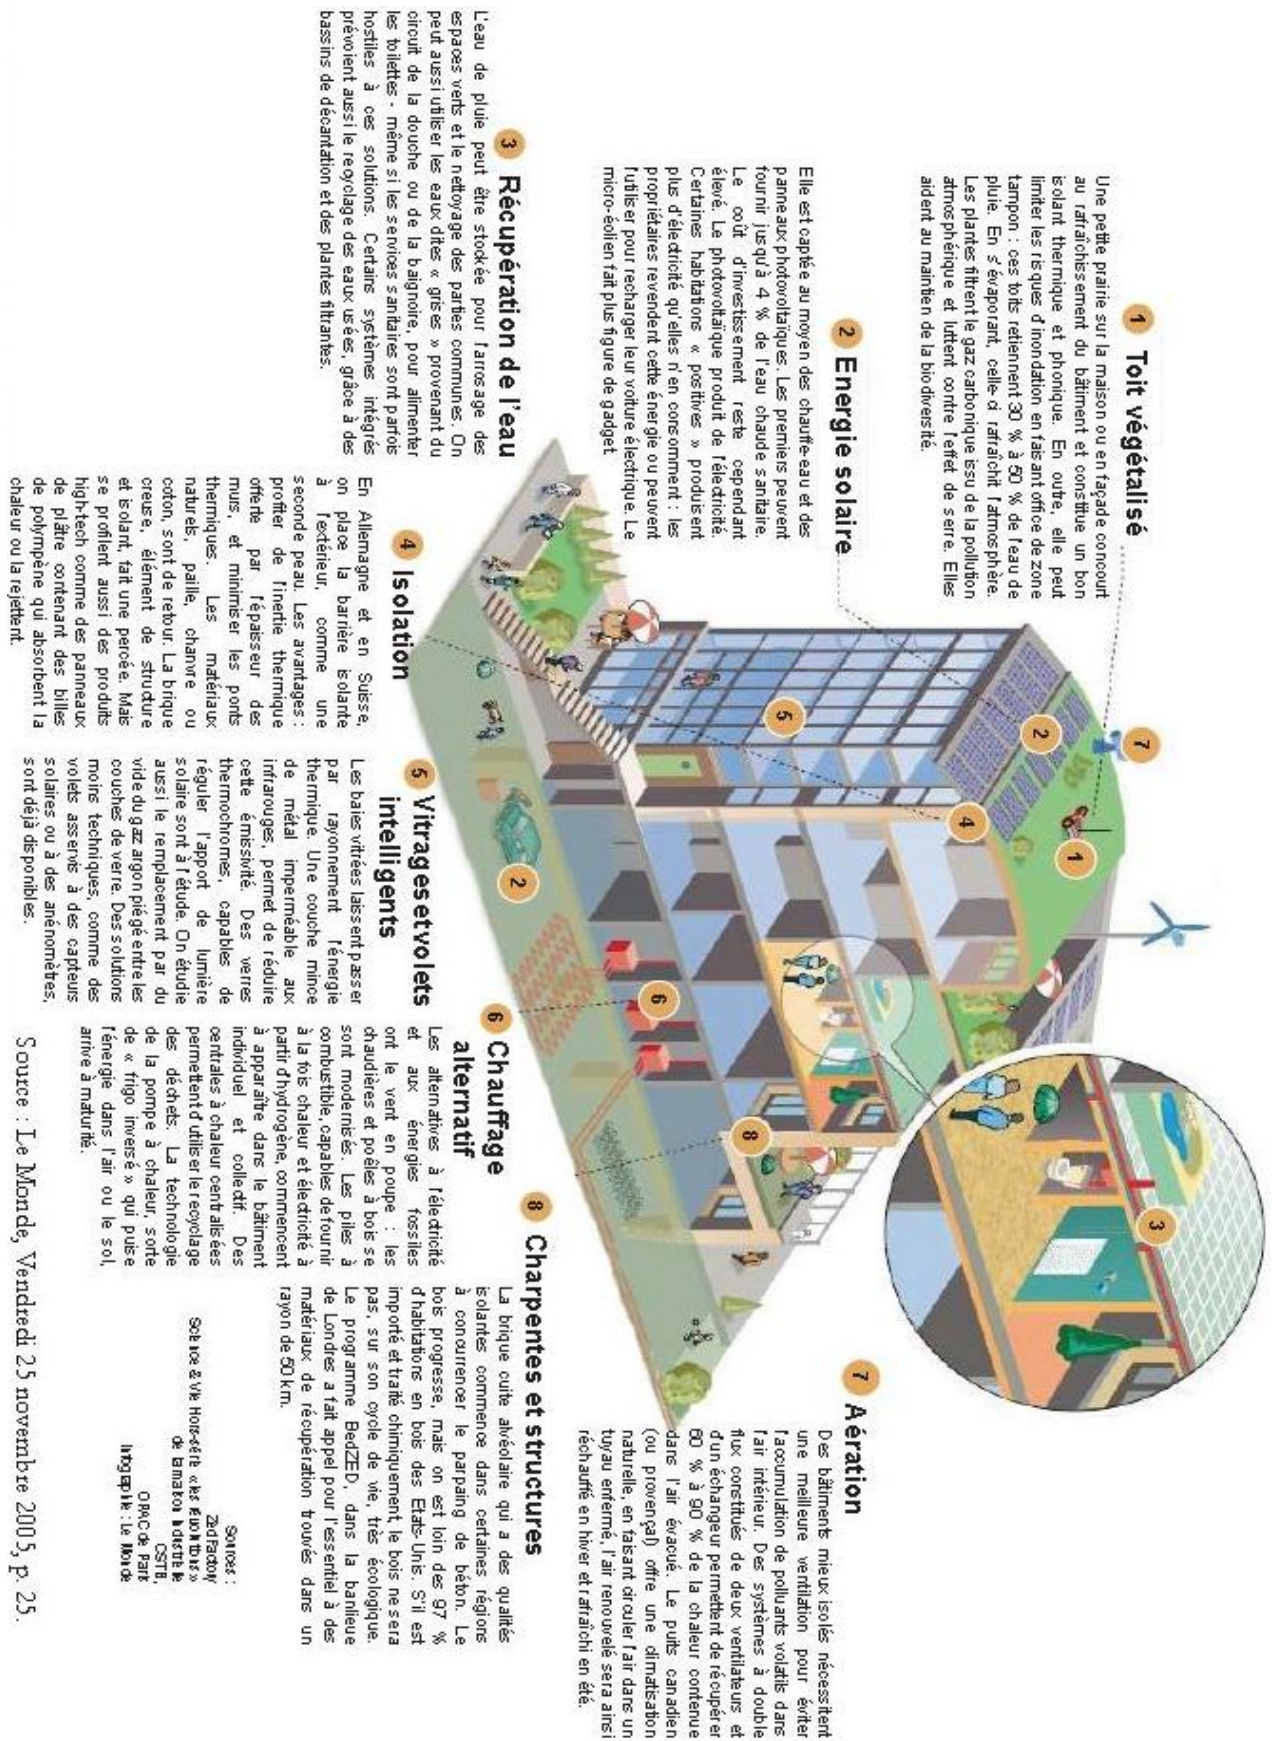 1 Toit végétalisé
Une petite prairie sur la maison ou en façade concourt
au rafraîchissement du bâtiment et constitue un bon
isolant thermique et phonique. En outre, elle peut
limiter les risques d'inondation en faisant office de zone
tampon : ces toits retiennent 30 % à 50 % de l'eau de
pluie. En s'évaporant, celle-ci rafraîchit l'atmosphère.
Les plantes filtrent le gaz carbonique issu de la pollution
atmosphérique et luttent contre l'effet de serre. Elles
aident au maintien de la biodiversité.
2 Energie solaire
Elle est captée au moyen des chauffe-eau et des
panneaux photovoltaïques. Les premiers peuvent
fournir jusqu'à 4 % de l'eau chaude sanitaire.
Le coût d'investissement reste cependant
élevé. Le photovoltaïque produit de l'électricité.
Certaines habitations « positives » produisent
plus d'électricité qu'elles n'en consomment : les
propriétaires revendent cette énergie ou peuvent
l'utiliser pour recharger leur voiture électrique. Le
micro-éolien fait plus figure de gadget
3 Récupération de l'eau
L'eau de pluie peut être stockée pour l'arrosage des
espaces verts et le nettoyage des parties communes. On
peut aussi utiliser les eaux dites « grises » provenant du
circuit de la douche ou de la baignoire, pour alimenter
les toilettes - même si les services sanitaires sont parfois
hostiles à ces solutions. Certains systèmes intégrés
prévoient aussi le recyclage des eaux usées, grâce à des
bassins de décantation et des plantes filtrantes.
4 Isolation
En Allemagne et en Suisse,
on place la barrière isolante
à l'extérieur, comme une
seconde peau. Les avantages :
profiter de l'inertie thermique
offerte par l'épaisseur des
murs, et minimiser les ponts
thermiques. Les matériaux
naturels, paille, chanvre ou
coton, sont de retour. La brique
creuse, élément de structure
et isolant, fait une percée. Mais
se profilent aussi des produits
high-tech comme des panneaux
de plâtre contenant des billes
de polympène qui absorbent la
chaleur ou la rejettent.
5 Vitrages et volets
intelligents
Les baies vitrées laissent passer
par rayonnement l'énergie
thermique. Une couche mince
de métal imperméable aux
infrarouges, permet de réduire
cette émissivité. Des verres
thermochromes, capables de
réguler l'apport de lumière
solaire sont à l'étude. On étudie
aussi le remplacement par du
vide du gaz argon piégé entre les
couches de verre. Des solutions
moins techniques, comme des
volets asservis à des capteurs
solaires ou à des anénomètres,
sont déjà disponibles.
6 Chauffage
alternatif
Les alternatives à l'électricité
et aux énergies fossiles
ont le vent en poupe : les
chaudières et poêles à bois se
sont modernisés. Les piles à
combustible, capables de fournir
à la fois chaleur et électricité à
partir d'hydrogène, commencent
à apparaître dans le bâtiment
individuel et collectif. Des
centrales à chaleur centralisées
permettent d'utiliser le recyclage
des déchets. La technologie
de la pompe à chaleur, sorte
de « frigo inversé » qui puise
l'énergie dans l'air ou le sol,
arrive à maturité.
7 Aération
Des bâtiments mieux isolés nécessitent
une meilleure ventilation pour éviter
l'accumulation de polluants volatils dans
l'air intérieur. Des systèmes à double
flux constitués de deux ventilateurs et
d'un échangeur permettent de récupérer
60 % à 90 % de la chaleur contenue
dans l'air évacué. Le puits canadien
(ou provençal) offre une climatisation
naturelle, en faisant circuler l'air dans un
tuyau enfermé, l'air renouvelé sera ainsi
réchauffé en hiver et rafraîchi en été.
8 Charpentes et structures
La brique cuite alvéolaire qui a des qualités
isolantes commence dans certaines régions
à concurrencer le parpaing de béton. Le
bois progresse, mais on est loin des 97 %
d'habitations en bois des Etats-Unis. S'il est
importé et traité chimiquement, le bois ne sera
pas, sur son cycle de vie, très écologique.
Le programme BedZED, dans la banlieue
de Londres a fait appel pour l'essentiel à des
matériaux de récupération trouvés dans un
rayon de 50 km.
7
2
1
4
5
3
6
8
2
Sources :
Zed Factory
Science & Vie Hors-série « les révolutions »
de la maison industrielle
CSTB,
OPAC de Paris
Infographie : Le Monde
Source : Le Monde, Vendredi 25 novembre 2005, p. 25.